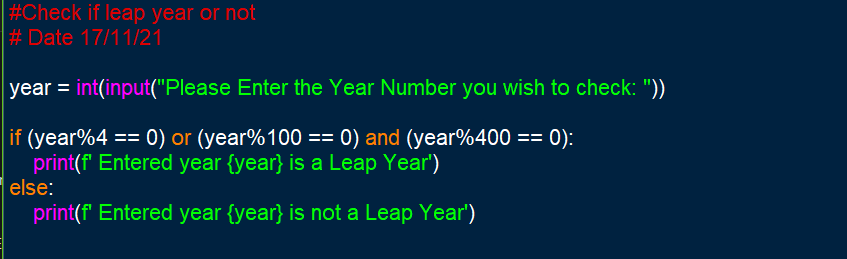 #Check if leap year or not
# Date 17/11/21
year = int(input("Please Enter the Year Number you wish to check: "))
if (year%4 == 0) or (year%100 == 0) and (year%400 == 0):
    print(f' Entered year {year} is a Leap Year')
else:
    print(f' Entered year {year} is not a Leap Year')